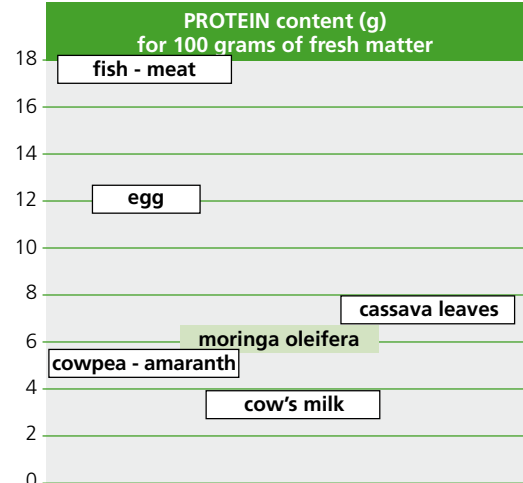 PROTEIN content (g)
for 100 grams of fresh matter
18
fish - meat
16
14
12
egg
10
8
cassava leaves
6
moringa oleifera
cowpea - amaranth
4
cow's milk
2
0